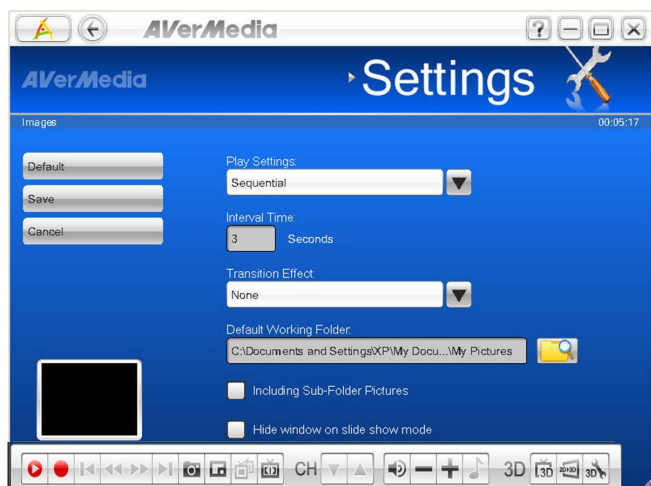 AVerMedia
?
AVerMedia
Settings
Images
00:05:17
Default
Save
Cancel
Play Settings:
Sequential
Interval Time:
3 Seconds
Transition Effect:
None
Default Working Folder:
C:\Documents and Settings\XP\My Docu...\My Pictures
Including Sub-Folder Pictures
Hide window on slide show mode
CH 3D 3D 2D>3D 3D